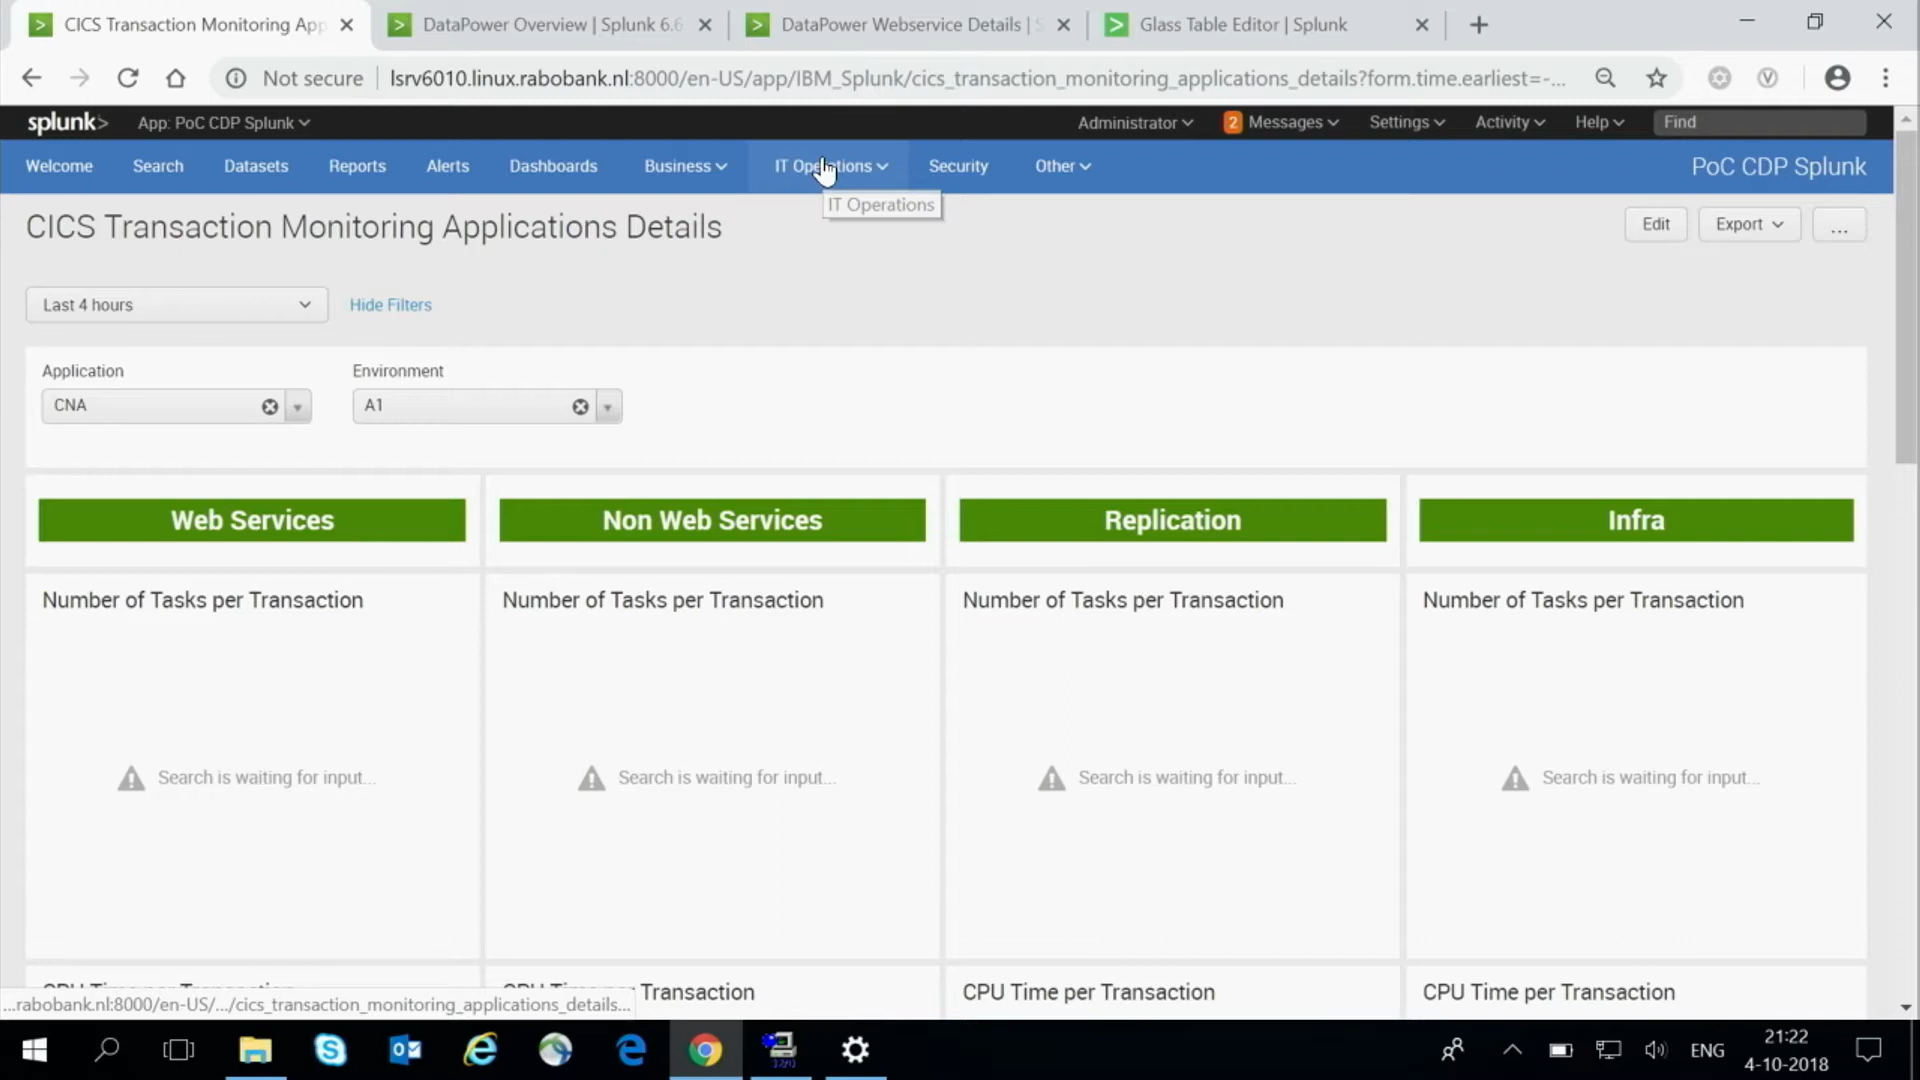 CICS Transaction Monitoring App
DataPower Overview | Splunk 6.6
DataPower Webservice Details | S
Glass Table Editor | Splunk
Not secure
lsrv6010.linux.rabobank.nl:8000/en-US/app/IBM_Splunk/cics_transaction_monitoring_applications_details?form.time.earliest=-...
splunk>
App: PoC CDP Splunk
Administrator
2 Messages
Settings
Activity
Help
Find
Welcome
Search
Datasets
Reports
Alerts
Dashboards
Business
IT Operations
Security
Other
PoC CDP Splunk
IT Operations
CICS Transaction Monitoring Applications Details
Edit
Export
...
Last 4 hours
Hide Filters
Application
Environment
CNA
A1
Web Services
Non Web Services
Replication
Infra
Number of Tasks per Transaction
Number of Tasks per Transaction
Number of Tasks per Transaction
Number of Tasks per Transaction
Search is waiting for input...
Search is waiting for input...
Search is waiting for input...
Search is waiting for input...
CPU Time per Transaction
CPU Time per Transaction
CPU Time per Transaction
CPU Time per Transaction
...rabobank.nl:8000/en-US/.../cics_transaction_monitoring_applications_details...
ENG
21:22
4-10-2018